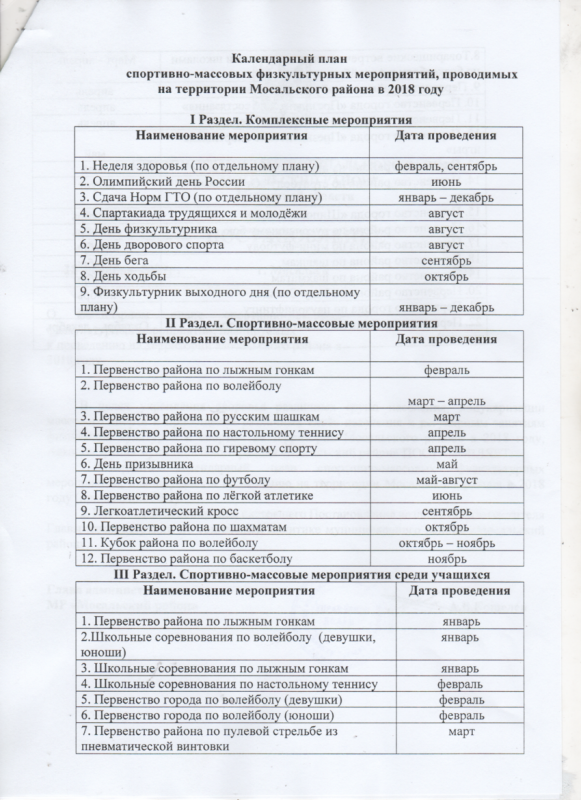 Календарный план
спортивно-массовых физкультурных мероприятий, проводимых
на территории Мосальского района в 2018 году
I Раздел. Комплексные мероприятия
Наименование мероприятия Дата проведения
1. Неделя здоровья (по отдельному плану) февраль, сентябрь
2. Олимпийский день России июнь
3. Сдача Норм ГТО (по отдельному плану) январь – декабрь
4. Спартакиада трудящихся и молодёжи август
5. День физкультурника август
6. День дворового спорта август
7. День бега сентябрь
8. День ходьбы октябрь
9. Физкультурник выходного дня (по отдельному
плану) январь – декабрь
II Раздел. Спортивно-массовые мероприятия
Наименование мероприятия Дата проведения
1. Первенство района по лыжным гонкам февраль
2. Первенство района по волейболу
март – апрель
3. Первенство района по русским шашкам март
4. Первенство района по настольному теннису апрель
5. Первенство района по гиревому спорту апрель
6. День призывника май
7. Первенство района по футболу май-август
8. Первенство района по лёгкой атлетике июнь
9. Легкоатлетический кросс сентябрь
10. Первенство района по шахматам октябрь
11. Кубок района по волейболу октябрь – ноябрь
12. Первенство района по баскетболу ноябрь
III Раздел. Спортивно-массовые мероприятия среди учащихся
Наименование мероприятия Дата проведения
1. Первенство района по лыжным гонкам январь
2.Школьные соревнования по волейболу (девушки, январь
юноши)
3. Школьные соревнования по лыжным гонкам январь
4. Школьные соревнования по настольному теннису февраль
5. Первенство города по волейболу (девушки) февраль
6. Первенство города по волейболу (юноши) февраль
7. Первенство района по пулевой стрельбе из март
пневматической винтовки